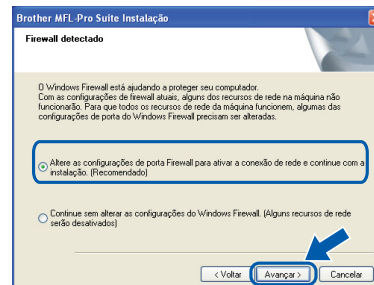 Brother MFL-Pro Suite Instalação
Firewall detectado
O Windows Firewall está ajudando a proteger seu computador.
Com as configurações de firewall atuais, alguns dos recursos de rede na máquina não
funcionarão. Para que todos os recursos de rede da máquina funcionem, algumas das
configurações de porta do Windows Firewall precisam ser alteradas.
Altere as configurações de porta Firewall para ativar a conexão de rede e continue com a
instalação. (Recomendado)
Continue sem alterar as configurações do Windows Firewall. (Alguns recursos de rede
serão desativados)
< Voltar
Avançar >
Cancelar